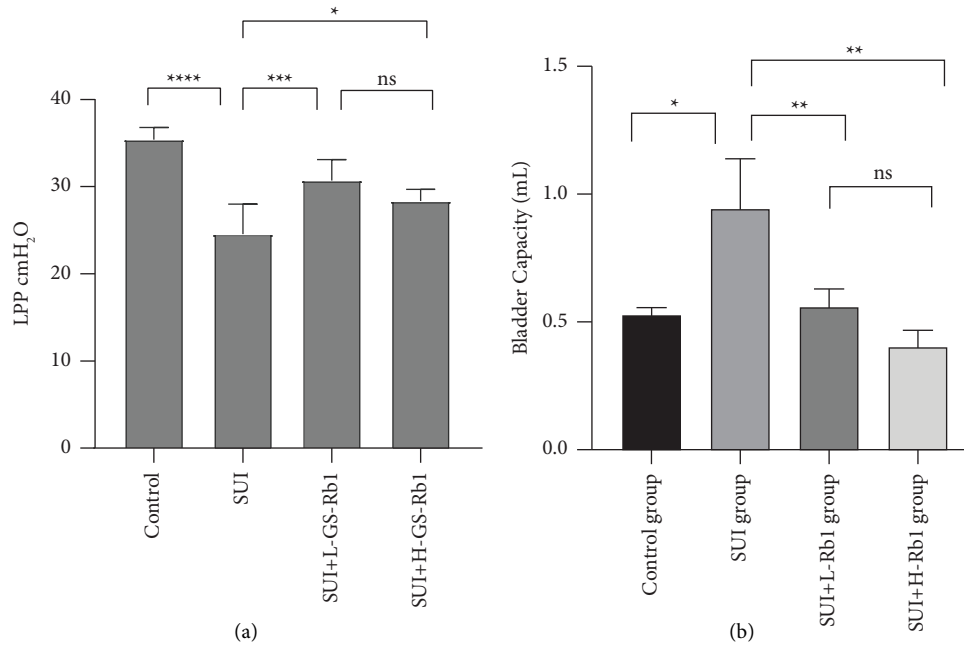 *
****
***
ns
40
30
20
10
0
LPP cmH₂O
Control
SUI
SUI+L-GS-Rb1
SUI+H-GS-Rb1
(a)
**
*
**
ns
1.5
1.0
0.5
0.0
Bladder Capacity (mL)
Control group
SUI group
SUI+L-Rb1 group
SUI+H-Rb1 group
(b)